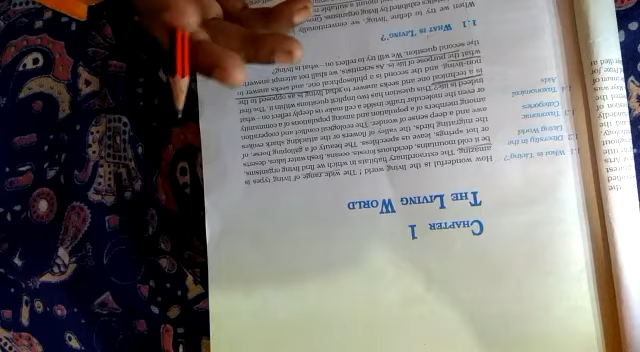 CHAPTER 1
THE LIVING WORLD
1.1 What is 'Living'?
1.2 Diversity in the
Living World
1.3 Taxonomic
Categories
1.4 Taxonomical
Aids
How wonderful is the living world ! The wide range of living types is
amazing. The extraordinary habitats in which we find living organisms,
be it cold mountains, deciduous forests, oceans, fresh water lakes, deserts
or hot springs, leave us speechless. The beauty of a galloping horse, of
the migrating birds, the valley of flowers or the attacking shark evokes
awe and a deep sense of wonder. The ecological conflict and cooperation
among members of a population and among populations of a community
or even the molecular traffic inside a cell make us deeply reflect on – what
indeed is life? This question has two implicit questions within it. The first
is a technical one and seeks answer to what living is as opposed to the
non-living, and the second is a philosophical one, and seeks answer to
what the purpose of life is. As scientists, we shall not attempt answering
the second question. We will try to reflect on – what is living?
1.1 WHAT IS 'LIVING'?
When we try to define 'living', we conventionally